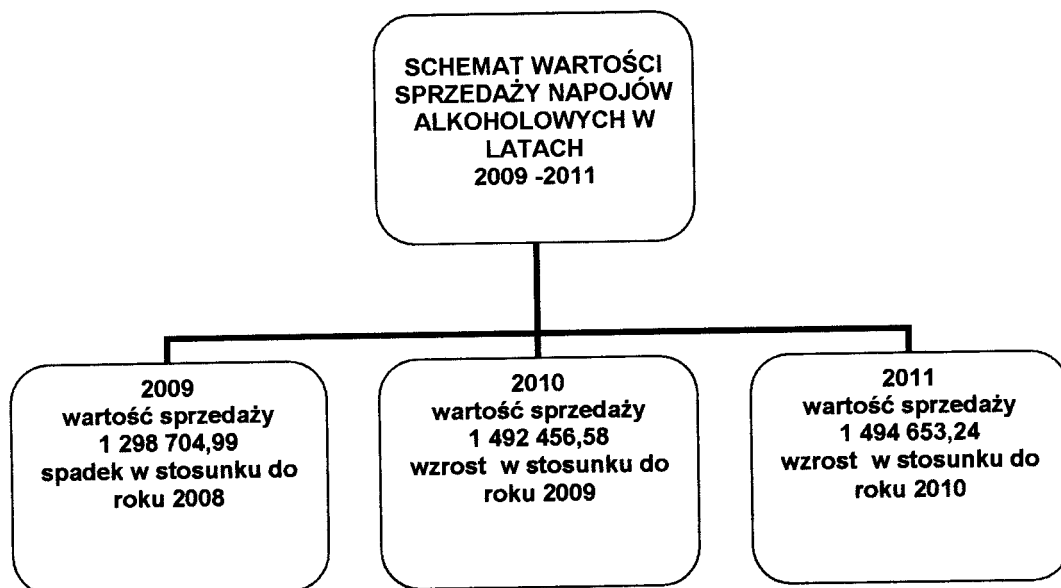 SCHEMAT WARTOŚCI
SPRZEDAŻY NAPOJÓW
ALKOHOLOWYCH W
LATACH
2009 -2011
2009
wartość sprzedaży
1 298 704,99
spadek w stosunku do
roku 2008
2010
wartość sprzedaży
1 492 456,58
wzrost w stosunku do
roku 2009
2011
wartość sprzedaży
1 494 653,24
wzrost w stosunku do
roku 2010